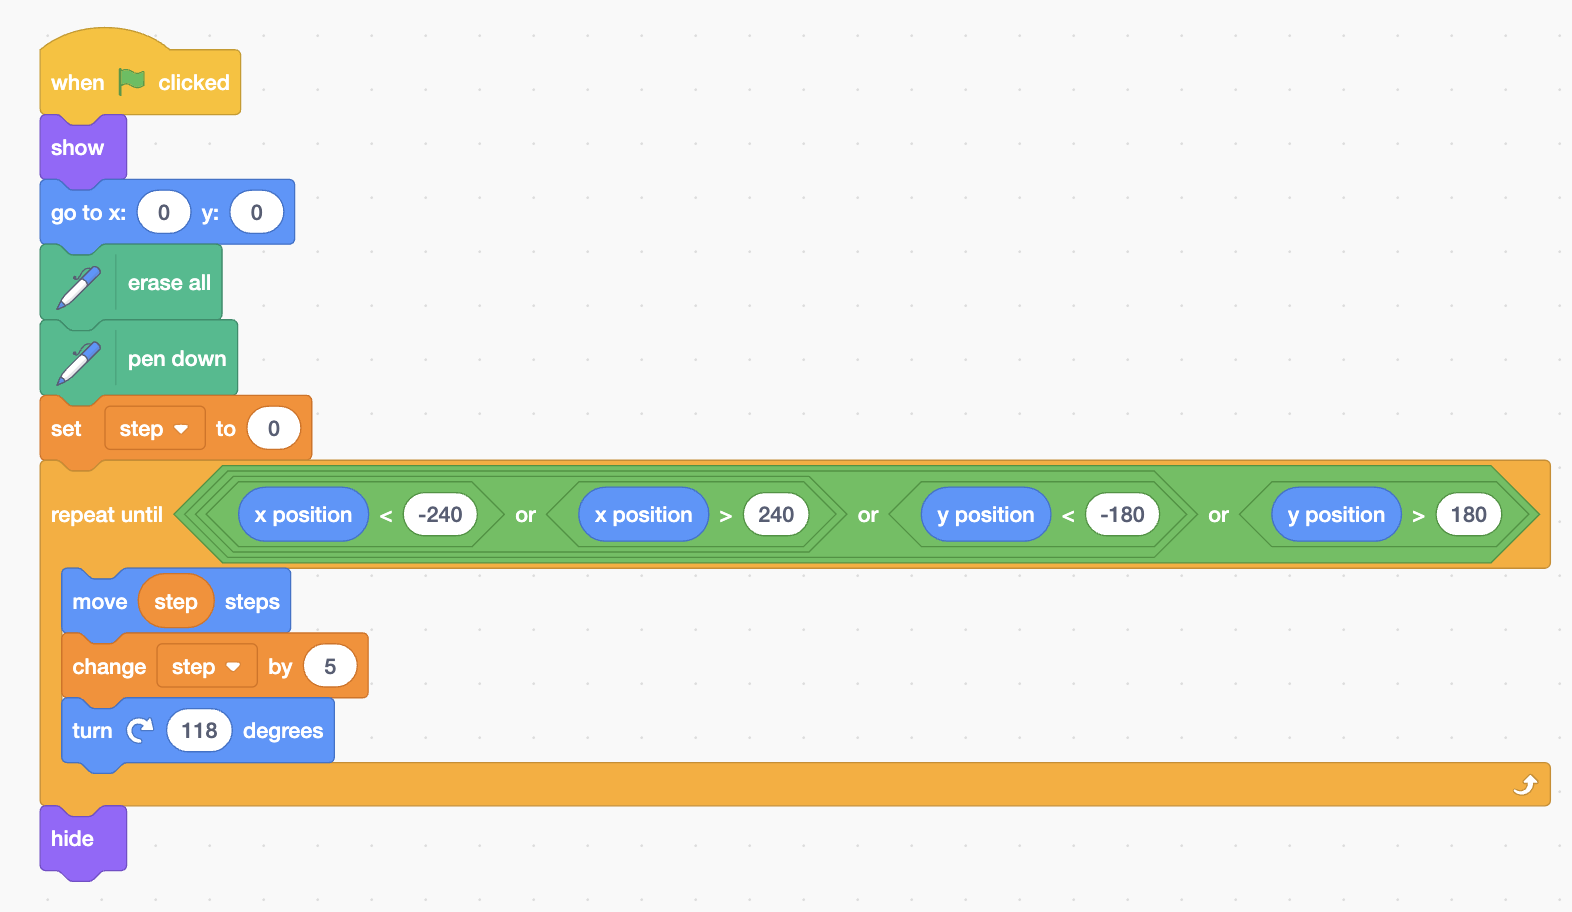 when clicked
show
go to x: 0 y: 0
erase all
pen down
set step to 0
repeat until x position < -240 or x position > 240 or y position < -180 or y position > 180
move step steps
change step by 5
turn 118 degrees
hide